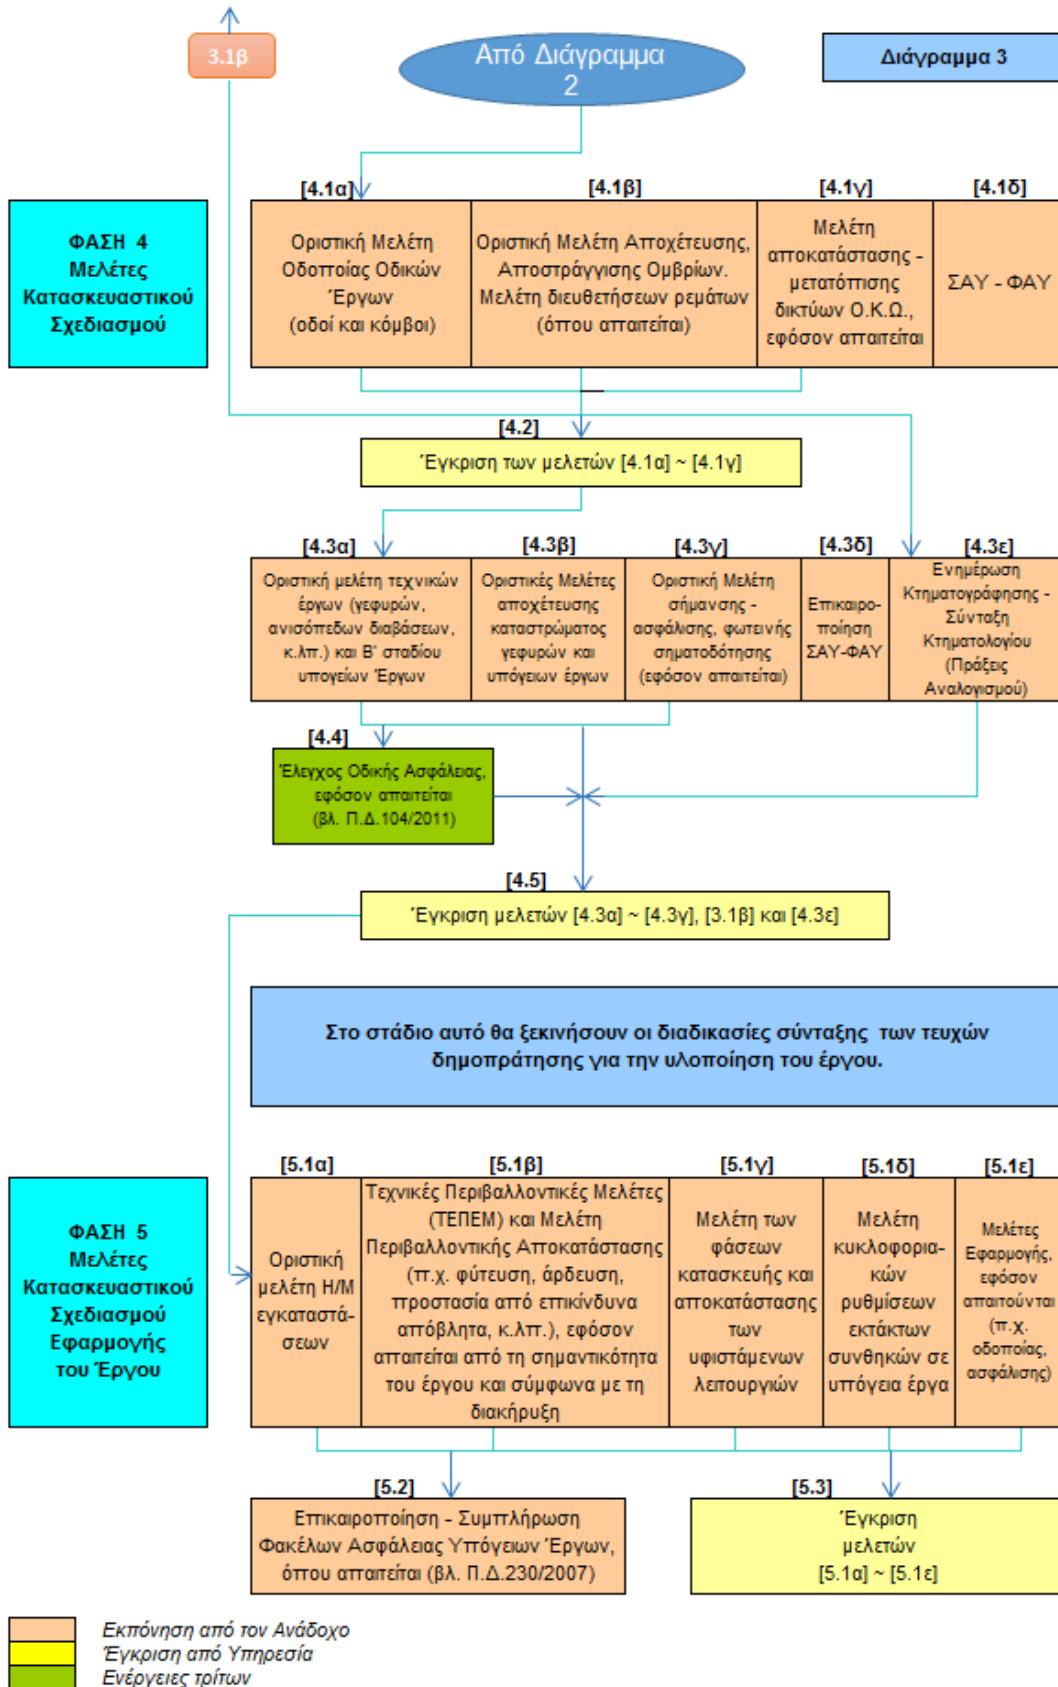 3.1β
Από Διάγραμμα
2
Διάγραμμα 3
ΦΑΣΗ 4
Μελέτες
Κατασκευαστικού
Σχεδιασμού
[4.1α]
Οριστική Μελέτη
Οδοποίας Οδικών
Έργων
(οδοί και κόμβοι)
[4.1β]
Οριστική Μελέτη Αποχέτευσης,
Αποστράγγισης Ομβρίων.
Μελέτη διευθετήσεων ρεμάτων
(όπου απαιτείται)
[4.1γ]
Μελέτη
αποκατάστασης -
μετατόπισης
δικτύων Ο.Κ.Ω.,
εφόσον απαιτείται
[4.1δ]
ΣΑΥ - ΦΑΥ
[4.2]
Έγκριση των μελετών [4.1α] ~ [4.1γ]
[4.3α]
Οριστική μελέτη τεχνικών
έργων (γεφυρών,
ανισόπεδων διαβάσεων,
κ.λπ.) και Β' σταδίου
υπογείων Έργων
[4.3β]
Οριστικές Μελέτες
αποχέτευσης
καταστρώματος
γεφυρών και
υπόγειων έργων
[4.3γ]
Οριστική Μελέτη
σήμανσης -
ασφάλισης, φωτεινής
σηματοδότησης
(εφόσον απαιτείται)
[4.3δ]
Επικαιρο-
ποίηση
ΣΑΥ-ΦΑΥ
[4.3ε]
Ενημέρωση
Κτηματογράφησης -
Σύνταξη
Κτηματολογίου
(Πράξεις
Αναλογισμού)
[4.4]
Έλεγχος Οδικής Ασφάλειας,
εφόσον απαιτείται
(βλ. Π.Δ.104/2011)
[4.5]
Έγκριση μελετών [4.3α] ~ [4.3γ], [3.1β] και [4.3ε]
Στο στάδιο αυτό θα ξεκινήσουν οι διαδικασίες σύνταξης των τευχών
δημοπράτησης για την υλοποίηση του έργου.
ΦΑΣΗ 5
Μελέτες
Κατασκευαστικού
Σχεδιασμού
Εφαρμογής
του Έργου
[5.1α]
Οριστική
μελέτη Η/Μ
εγκαταστά-
σεων
[5.1β]
Τεχνικές Περιβαλλοντικές Μελέτες
(ΤΕΠΕΜ) και Μελέτη
Περιβαλλοντικής Αποκατάστασης
(π.χ. φύτευση, άρδευση,
προστασία από επικίνδυνα
απόβλητα, κ.λπ.), εφόσον
απαιτείται από τη σημαντικότητα
του έργου και σύμφωνα με τη
διακήρυξη
[5.1γ]
Μελέτη των
φάσεων
κατασκευής και
αποκατάστασης
των
υφιστάμενων
λειτουργιών
[5.1δ]
Μελέτη
κυκλοφορια-
κών
ρυθμίσεων
εκτάκτων
συνθηκών σε
υπόγεια έργα
[5.1ε]
Μελέτες
Εφαρμογής,
εφόσον
απαιτούνται
(π.χ.
οδοποίας,
ασφάλισης)
[5.2]
Επικαιροποίηση - Συμπλήρωση
Φακέλων Ασφάλειας Υπόγειων Έργων,
όπου απαιτείται (βλ. Π.Δ.230/2007)
[5.3]
Έγκριση
μελετών
[5.1α] ~ [5.1ε]
Εκπόνηση από τον Ανάδοχο
Έγκριση από Υπηρεσία
Ενέργειες τρίτων